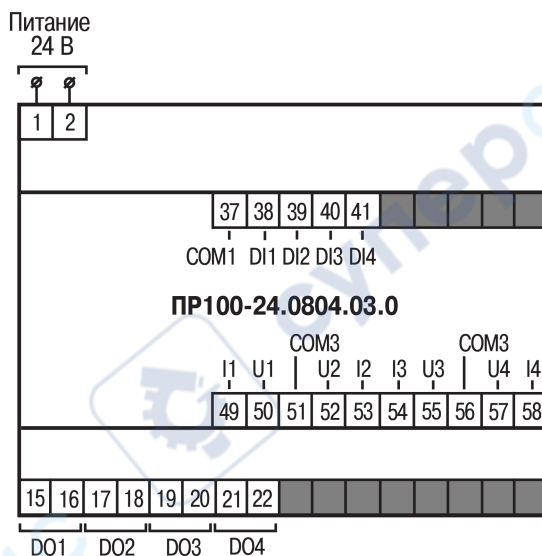 Питание
24 В
1 2
37 38 39 40 41
COM1 DI1 DI2 DI3 DI4
ПР100-24.0804.03.0
COM3 COM3
I1 U1 U2 I2 I3 U3 U4 I4
49 50 51 52 53 54 55 56 57 58
15 16 17 18 19 20 21 22
DO1 DO2 DO3 DO4